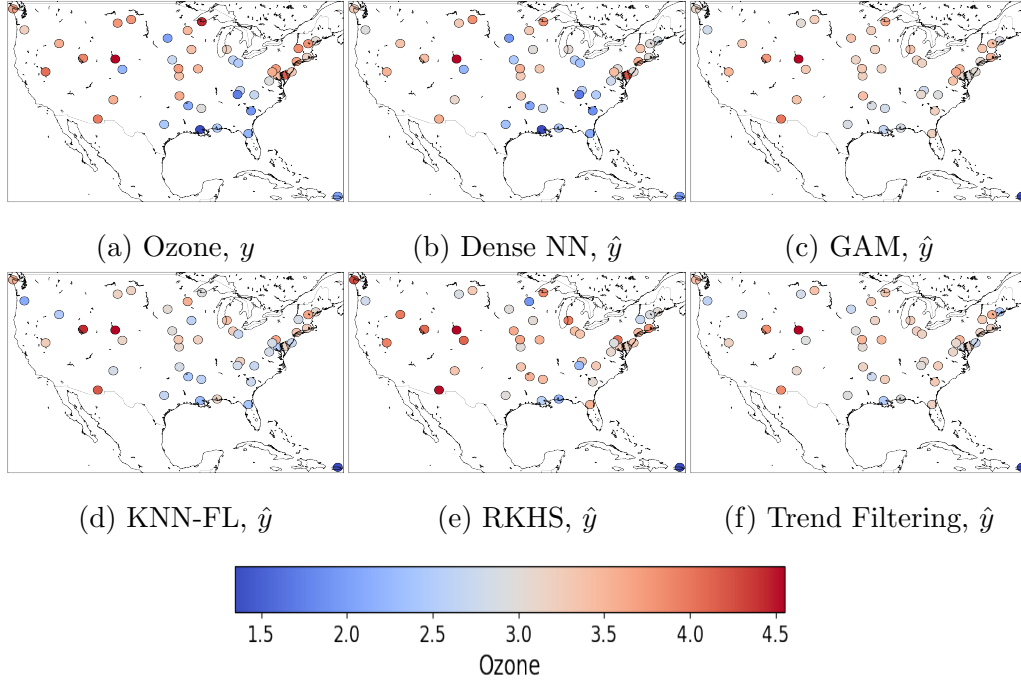 (a) Ozone, y
(b) Dense NN, ŷ
(c) GAM, ŷ
(d) KNN-FL, ŷ
(e) RKHS, ŷ
(f) Trend Filtering, ŷ
1.5 2.0 2.5 3.0 3.5 4.0 4.5
Ozone